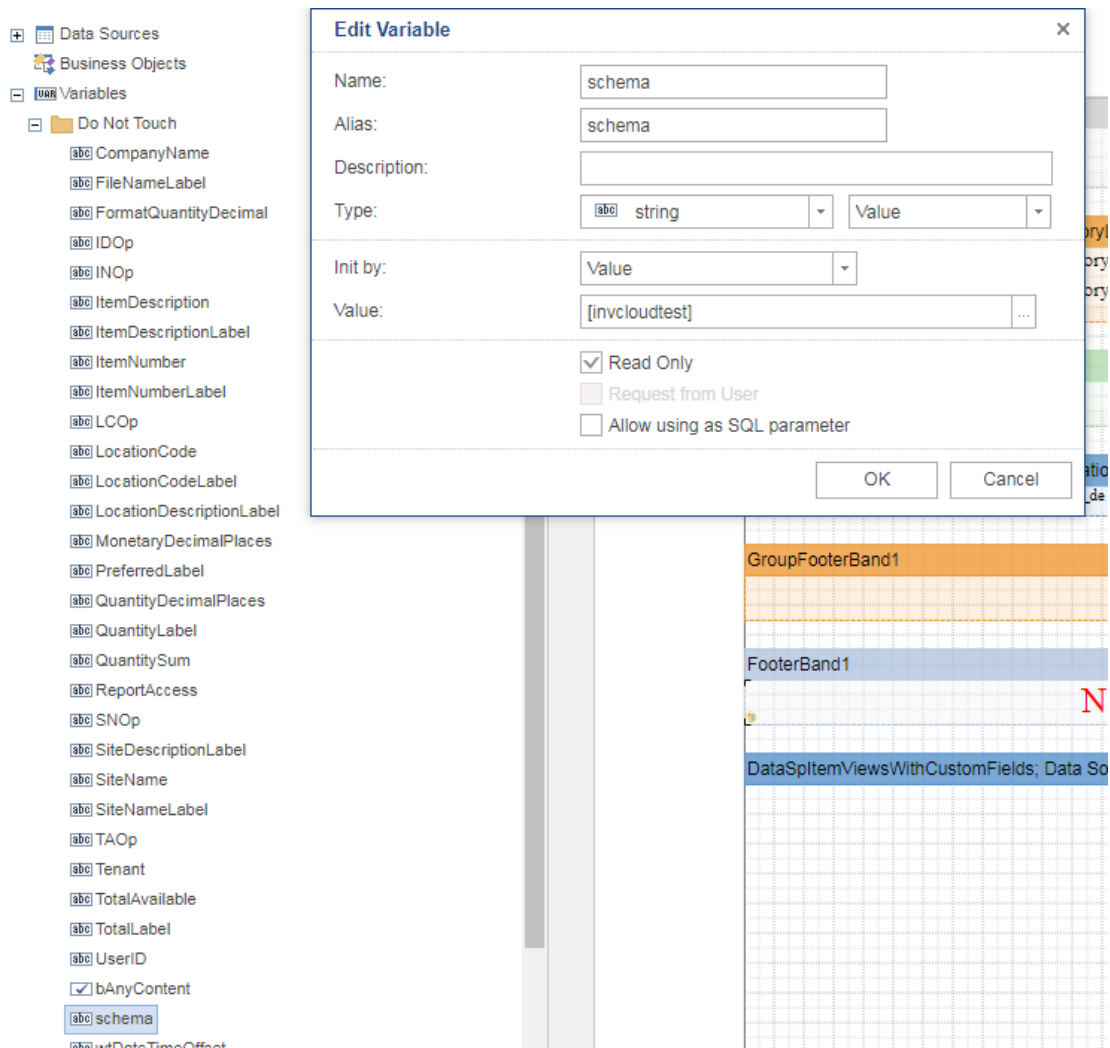 Data Sources
Business Objects
Variables
Do Not Touch
CompanyName
FileNameLabel
FormatQuantityDecimal
IDOp
INOp
ItemDescription
ItemDescriptionLabel
ItemNumber
ItemNumberLabel
LCOp
LocationCode
LocationCodeLabel
LocationDescriptionLabel
MonetaryDecimalPlaces
PreferredLabel
QuantityDecimalPlaces
QuantityLabel
QuantitySum
ReportAccess
SNOp
SiteDescriptionLabel
SiteName
SiteNameLabel
TAOp
Tenant
TotalAvailable
TotalLabel
UserID
bAnyContent
schema
Edit Variable
Name: schema
Alias: schema
Description:
Type: abc string Value
Init by: Value
Value: [invcloudtest] ...
Read Only
Request from User
Allow using as SQL parameter
OK Cancel
GroupFooterBand1
FooterBand1
N
DataSpItemViewsWithCustomFields; Data So